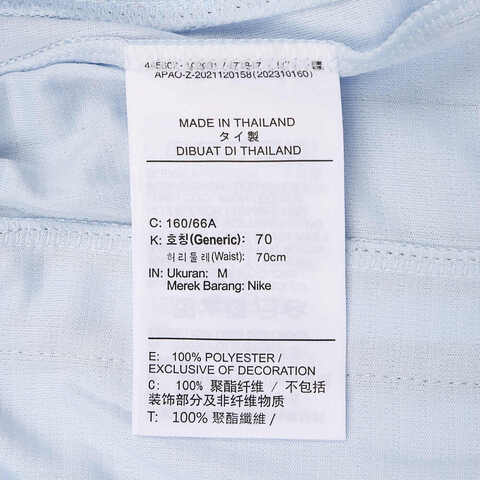 APAO-Z-2021120158(202310160)
MADE IN THAILAND
タイ製
DIBUAT DI THAILAND
C: 160/66A
K: 호칭(Generic): 70
허리둘레(Waist): 70cm
IN: Ukuran: M
Merek Barang: Nike
E: 100% POLYESTER /
EXCLUSIVE OF DECORATION
C: 100% 聚酯纤维 / 不包括
装饰部分及非纤维物质
T: 100% 聚酯纖維 /